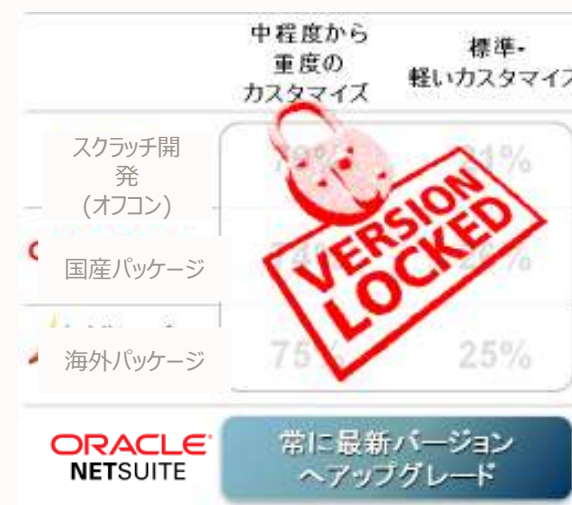 中程度から
重度の
カスタマイズ
標準-
軽いカスタマイズ
スクラッチ開
発
(オフコン)
国産パッケージ
海外パッケージ
75%
25%
VERSION
LOCKED
ORACLE
NETSUITE
常に最新バージョン
へアップグレード